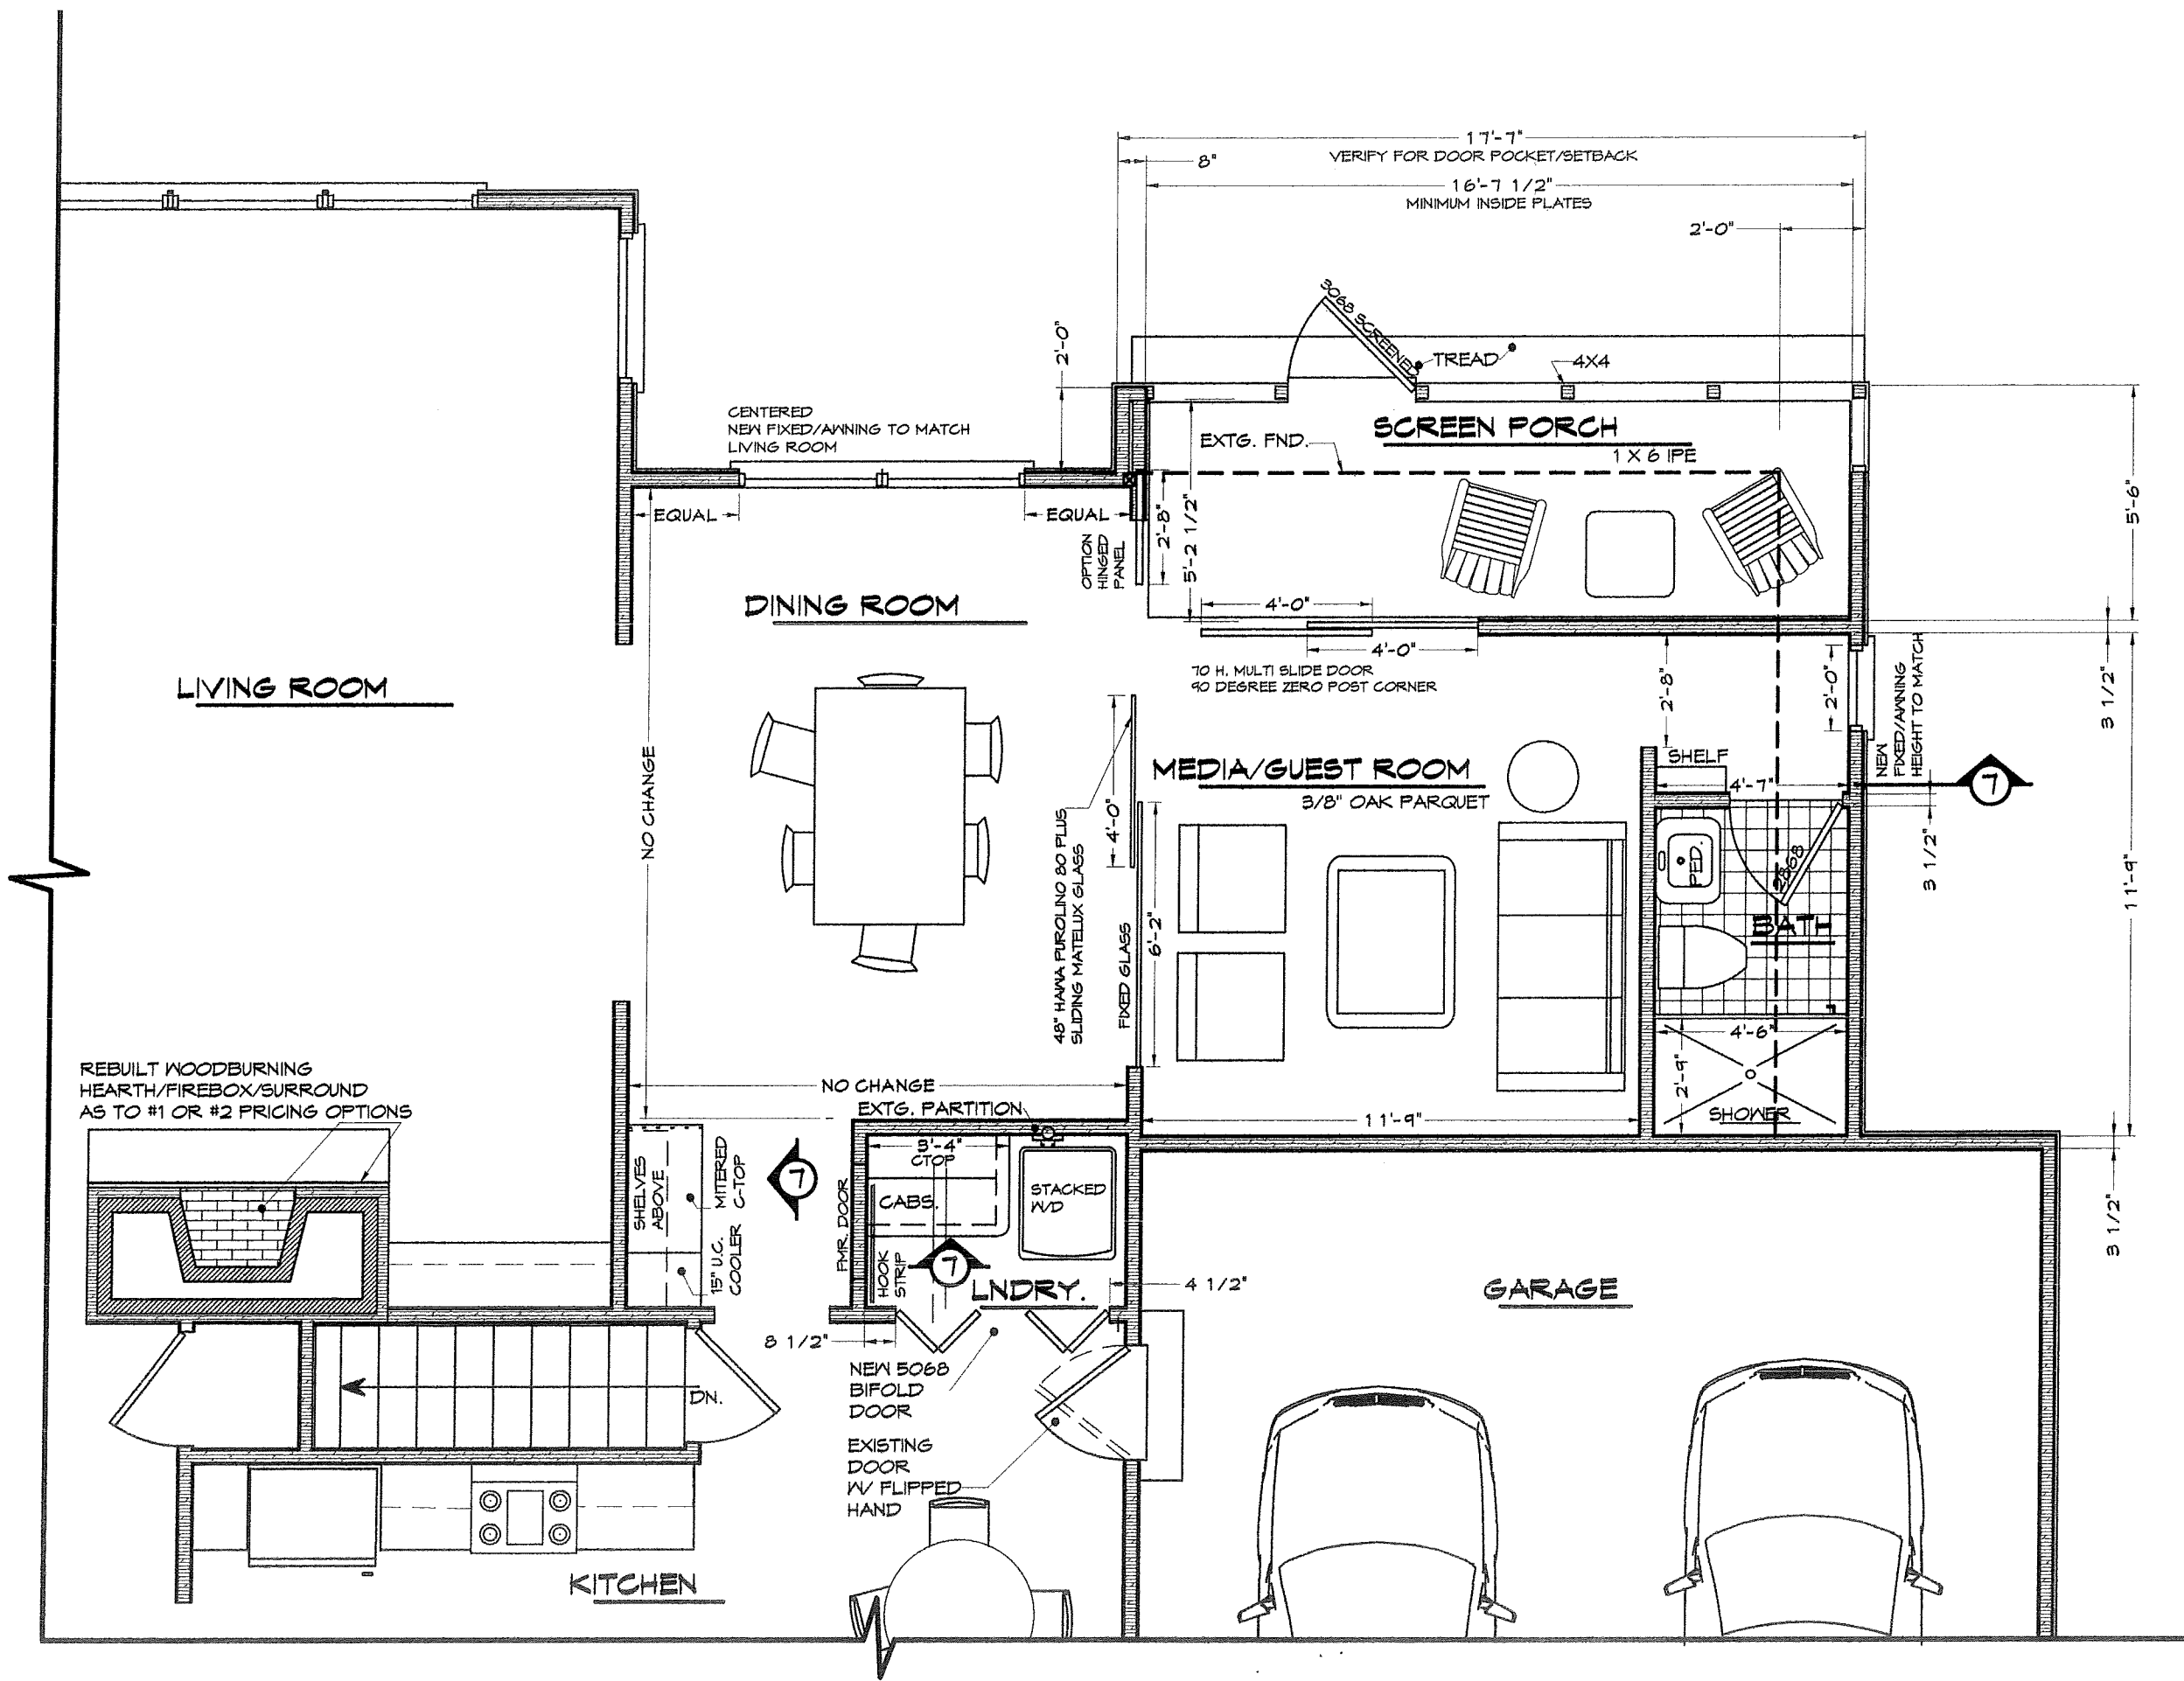 17'-7"
VERIFY FOR DOOR POCKET/SETBACK
8"
16'-7 1/2"
MINIMUM INSIDE PLATES
2'-0"
3068 SCREENED
TREAD
4X4
2'-0"
CENTERED
NEW FIXED/AWNING TO MATCH
LIVING ROOM
EXTG. FND.
SCREEN PORCH
1 X 6 IPE
EQUAL
EQUAL
OPTION
HINGED
PANEL
2'-8"
5'-2 1/2"
5'-6"
DINING ROOM
4'-0"
4'-0"
70 H. MULTI SLIDE DOOR
90 DEGREE ZERO POST CORNER
2'-8"
2'-0"
NEW
FIXED/AWNING
HEIGHT TO MATCH
3 1/2"
LIVING ROOM
NO CHANGE
MEDIA/GUEST ROOM
3/8" OAK PARQUET
SHELF
4'-7"
7
4'-0"
48" HAWA PUROLINO 80 PLUS
SLIDING MATELUX GLASS
FIXED GLASS
6'-2"
PED.
2868
BATH
3 1/2"
11'-9"
4'-6"
2'-9"
SHOWER
REBUILT WOODBURNING
HEARTH/FIREBOX/SURROUND
AS TO #1 OR #2 PRICING OPTIONS
NO CHANGE
EXTG. PARTITION
11'-9"
3'-4"
CTOP
CABS.
STACKED
W/D
SHELVES
ABOVE
MITERED
C-TOP
15" U.C.
COOLER
7
FMR. DOOR
HOOK
STRIP
7
LNDRY.
4 1/2"
3 1/2"
GARAGE
8 1/2"
NEW 5068
BIFOLD
DOOR
DN.
EXISTING
DOOR
W/ FLIPPED
HAND
KITCHEN